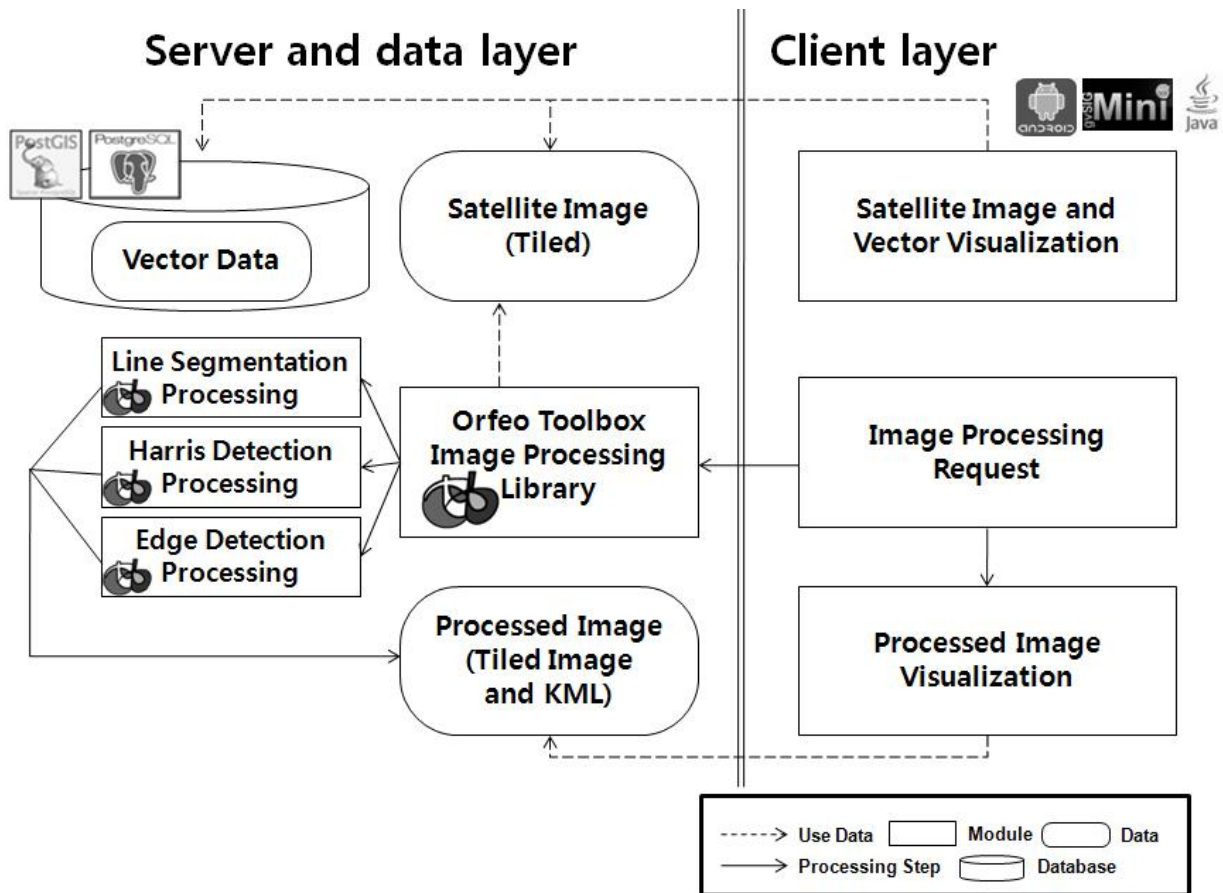 Server and data layer
Client layer
ANDROID
gvSIG
Mini
Java
PostGIS
PostgreSQL
Vector Data
Satellite Image
(Tiled)
Satellite Image and
Vector Visualization
Line Segmentation
Processing
Harris Detection
Processing
Edge Detection
Processing
Orfeo Toolbox
Image Processing
Library
Image Processing
Request
Processed Image
(Tiled Image
and KML)
Processed Image
Visualization
Use Data
Module
Data
Processing Step
Database